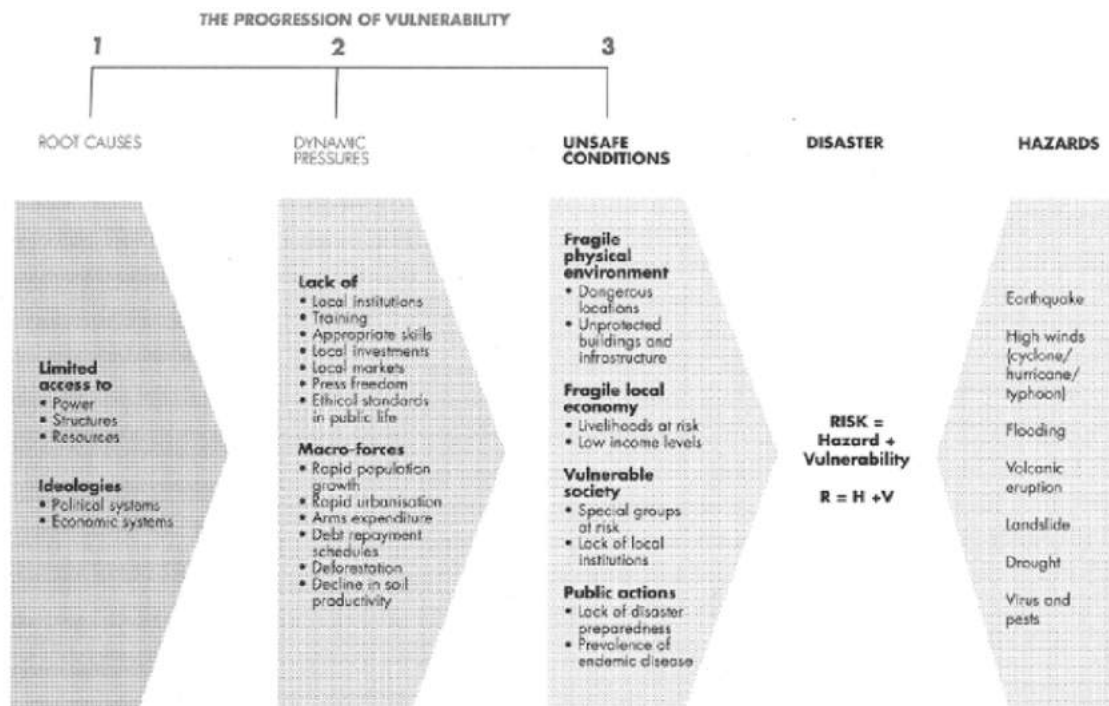 THE PROGRESSION OF VULNERABILITY
1
2
3
ROOT CAUSES
DYNAMIC
PRESSURES
UNSAFE
CONDITIONS
DISASTER
HAZARDS
Limited
access to
• Power
• Structures
• Resources
Ideologies
• Political systems
• Economic systems
Lack of
• Local institutions
• Training
• Appropriate skills
• Local investments
• Local markets
• Press freedom
• Ethical standards
in public life
Macro-forces
• Rapid population
growth
• Rapid urbanisation
• Arms expenditure
• Debt repayment
schedules
• Deforestation
• Decline in soil
productivity
Fragile
physical
environment
• Dangerous
locations
• Unprotected
buildings and
infrastructure
Fragile local
economy
• Livelihoods at risk
• Low income levels
Vulnerable
society
• Special groups
at risk
• Lack of local
institutions
Public actions
• Lack of disaster
preparedness
• Prevalence of
endemic disease
RISK =
Hazard +
Vulnerability
R = H +V
Earthquake
High winds
(cyclone/
hurricane/
typhoon)
Flooding
Volcanic
eruption
Landslide
Drought
Virus and
pests